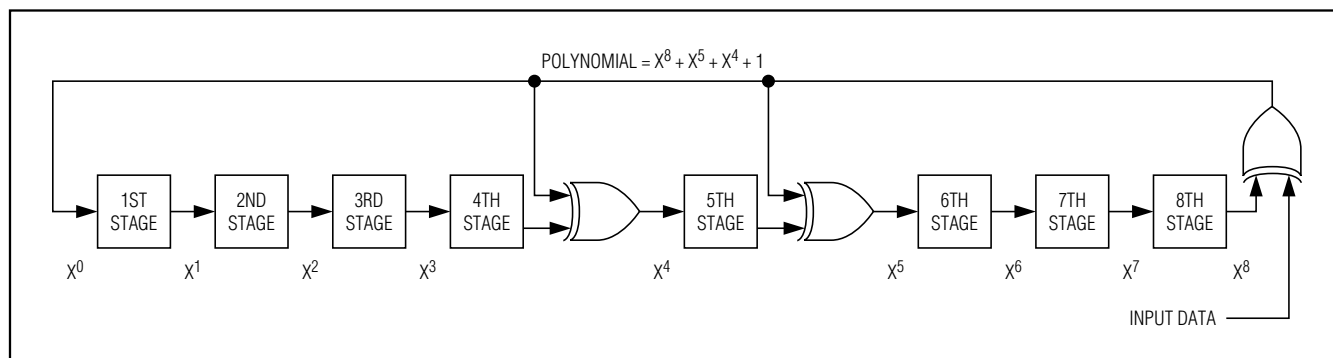 POLYNOMIAL = X⁸ + X⁵ + X⁴ + 1
1ST
STAGE
2ND
STAGE
3RD
STAGE
4TH
STAGE
5TH
STAGE
6TH
STAGE
7TH
STAGE
8TH
STAGE
X⁰
X¹
X²
X³
X⁴
X⁵
X⁶
X⁷
X⁸
INPUT DATA